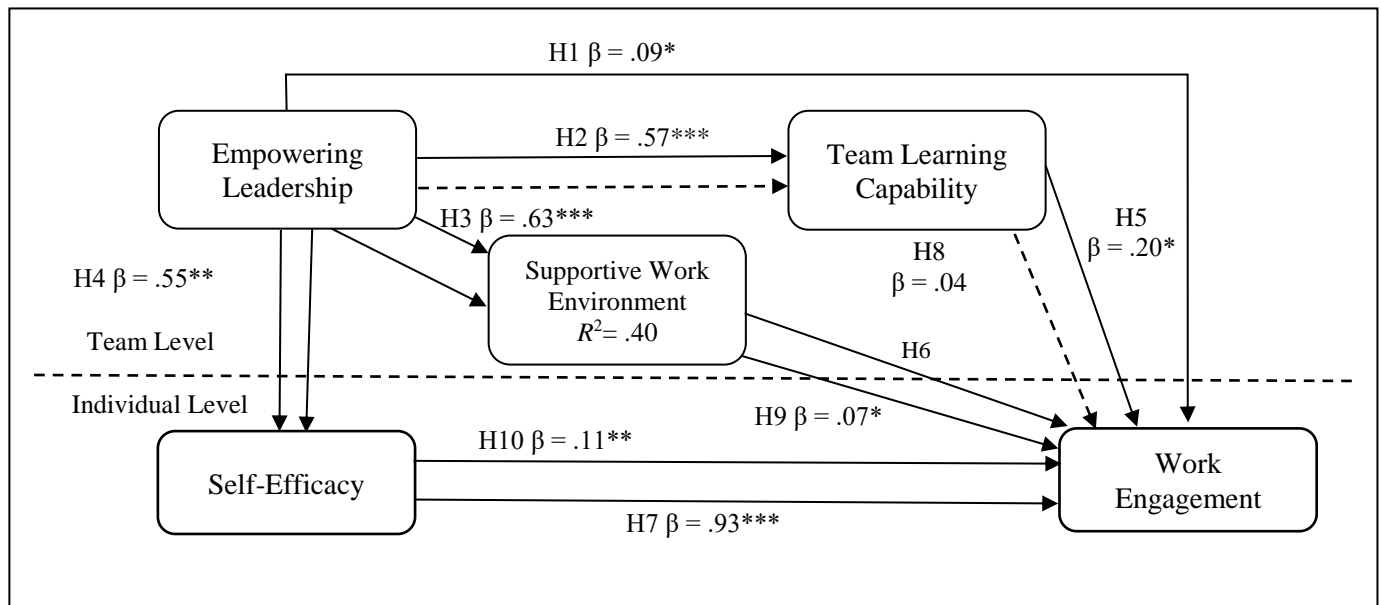 H1 β = .09*
Empowering
Leadership
H2 β = .57***
Team Learning
Capability
H3 β = .63***
H5
β = .20*
H8
β = .04
H4 β = .55**
Supportive Work
Environment
R²= .40
Team Level
H6
Individual Level
H9 β = .07*
H10 β = .11**
Self-Efficacy
Work
Engagement
H7 β = .93***